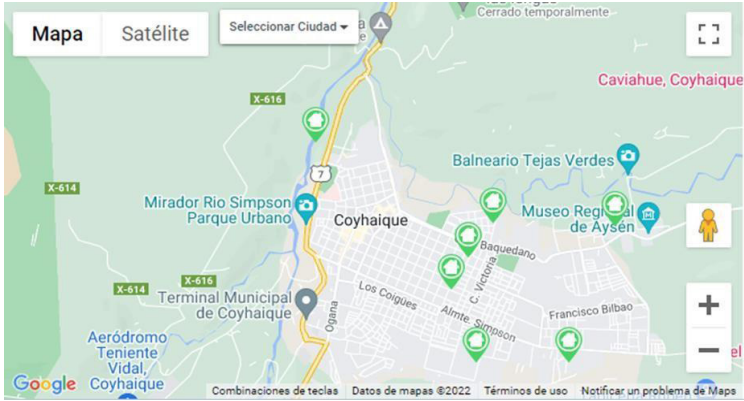 Cerrado temporalmente
Mapa
Satélite
Seleccionar Ciudad
Caviahue, Coyhaique
X-616
7
Balneario Tejas Verdes
X-614
Mirador Rio Simpson
Parque Urbano
Coyhaique
Museo Regional
de Aysén
Baquedano
C. Victoria
X-614
X-616
Terminal Municipal
de Coyhaique
Los Coigües
Ogana
Almte. Simpson
Francisco Bilbao
Aeródromo
Teniente
Vidal,
Coyhaique
Google
Combinaciones de teclas
Datos de mapas ©2022
Términos de uso
Notificar un problema de Maps